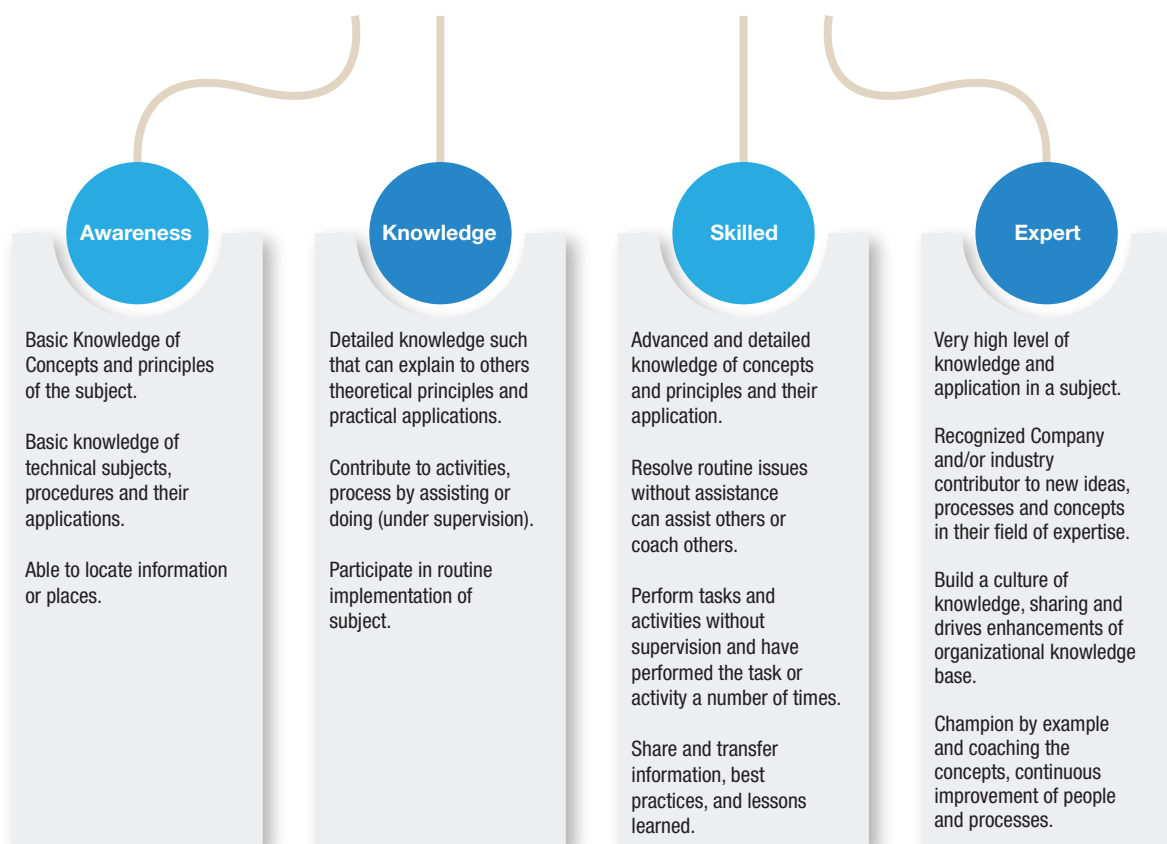 Awareness
Basic Knowledge of
Concepts and principles
of the subject.
Basic knowledge of
technical subjects,
procedures and their
applications.
Able to locate information
or places.
Knowledge
Detailed knowledge such
that can explain to others
theoretical principles and
practical applications.
Contribute to activities,
process by assisting or
doing (under supervision).
Participate in routine
implementation of
subject.
Skilled
Advanced and detailed
knowledge of concepts
and principles and their
application.
Resolve routine issues
without assistance
can assist others or
coach others.
Perform tasks and
activities without
supervision and have
performed the task or
activity a number of times.
Share and transfer
information, best
practices, and lessons
learned.
Expert
Very high level of
knowledge and
application in a subject.
Recognized Company
and/or industry
contributor to new ideas,
processes and concepts
in their field of expertise.
Build a culture of
knowledge, sharing and
drives enhancements of
organizational knowledge
base.
Champion by example
and coaching the
concepts, continuous
improvement of people
and processes.